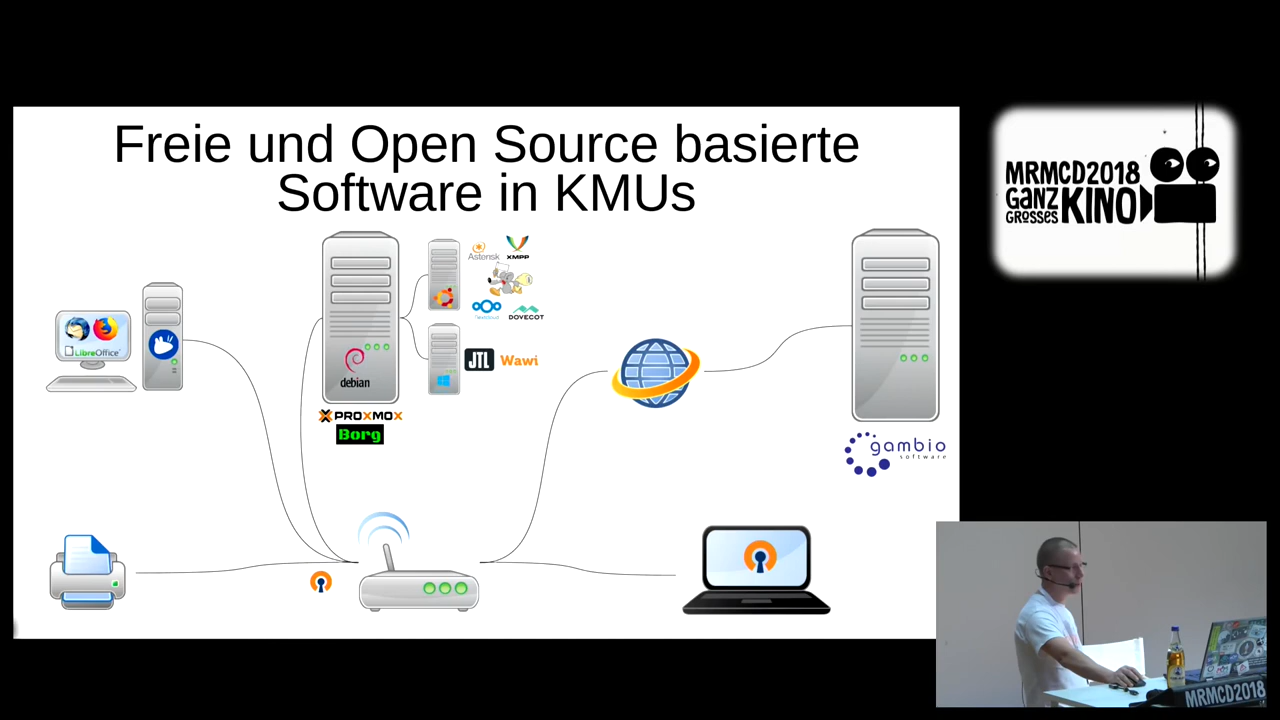 Freie und Open Source basierte
Software in KMUs
MRMCD2018
GANZ
GROSSES
KINO
Asterisk
XMPP
Nextcloud
DOVECOT
LibreOffice
JTL Wawi
debian
PROXMOX
Borg
gambio
software
MRMCD2018